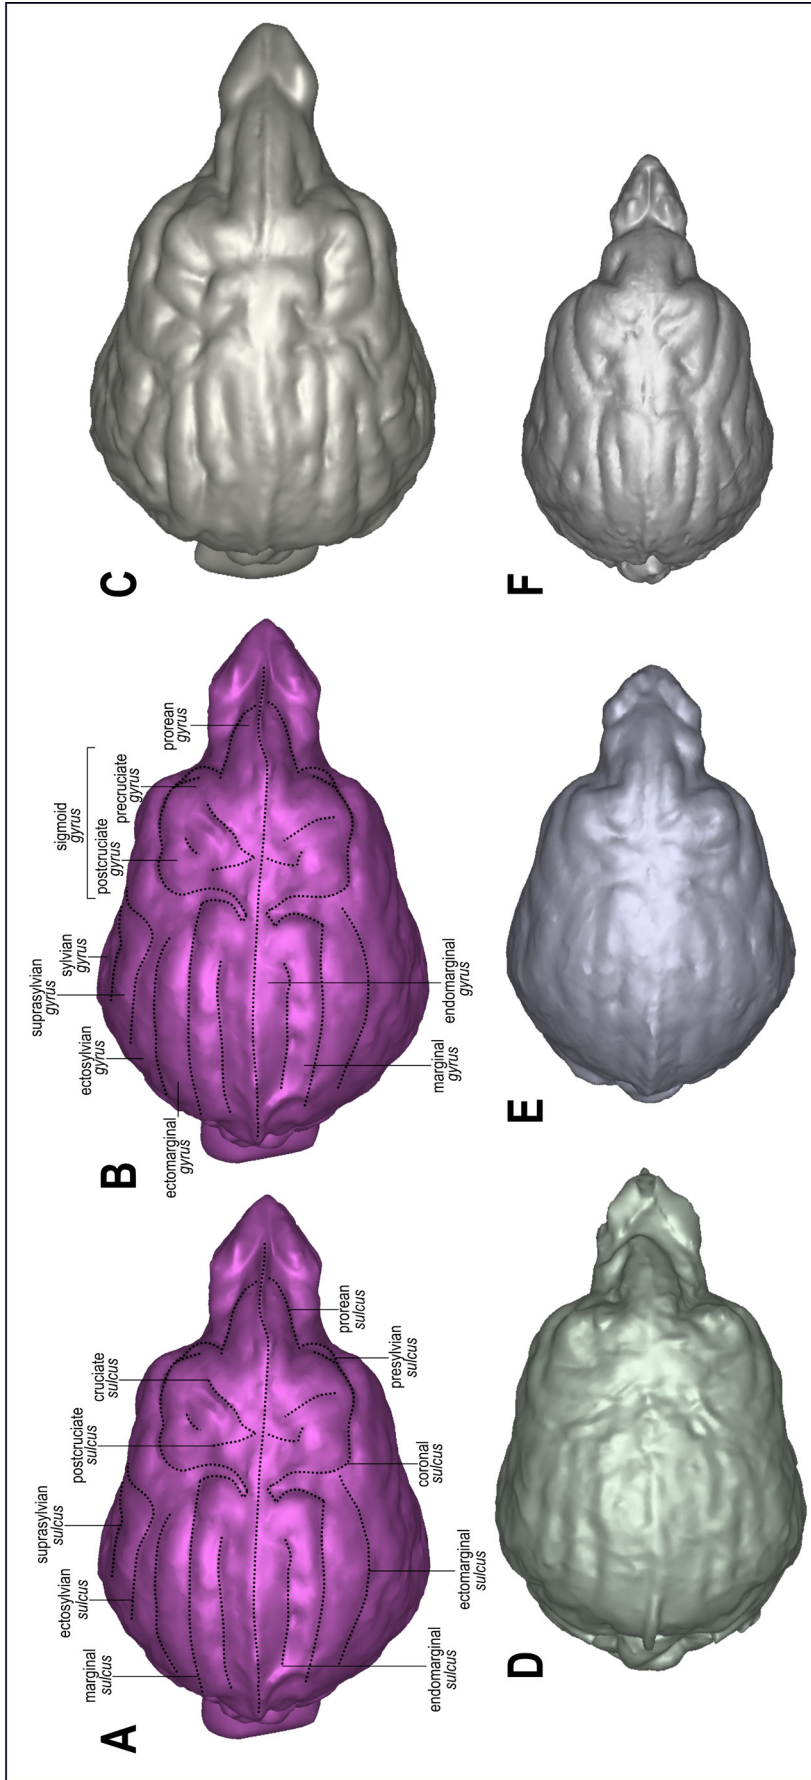 A
marginal
sulcus
ectosylvian
sulcus
suprasylvian
sulcus
postcruciate
sulcus
cruciate
sulcus
endomarginal
sulcus
ectomarginal
sulcus
coronal
sulcus
presylvian
sulcus
prorean
sulcus
B
ectomarginal
gyrus
ectosylvian
gyrus
suprasylvian
gyrus
sylvian
gyrus
sigmoid
gyrus
postcruciate
gyrus
precruciate
gyrus
prorean
gyrus
marginal
gyrus
endomarginal
gyrus
C
D
E
F